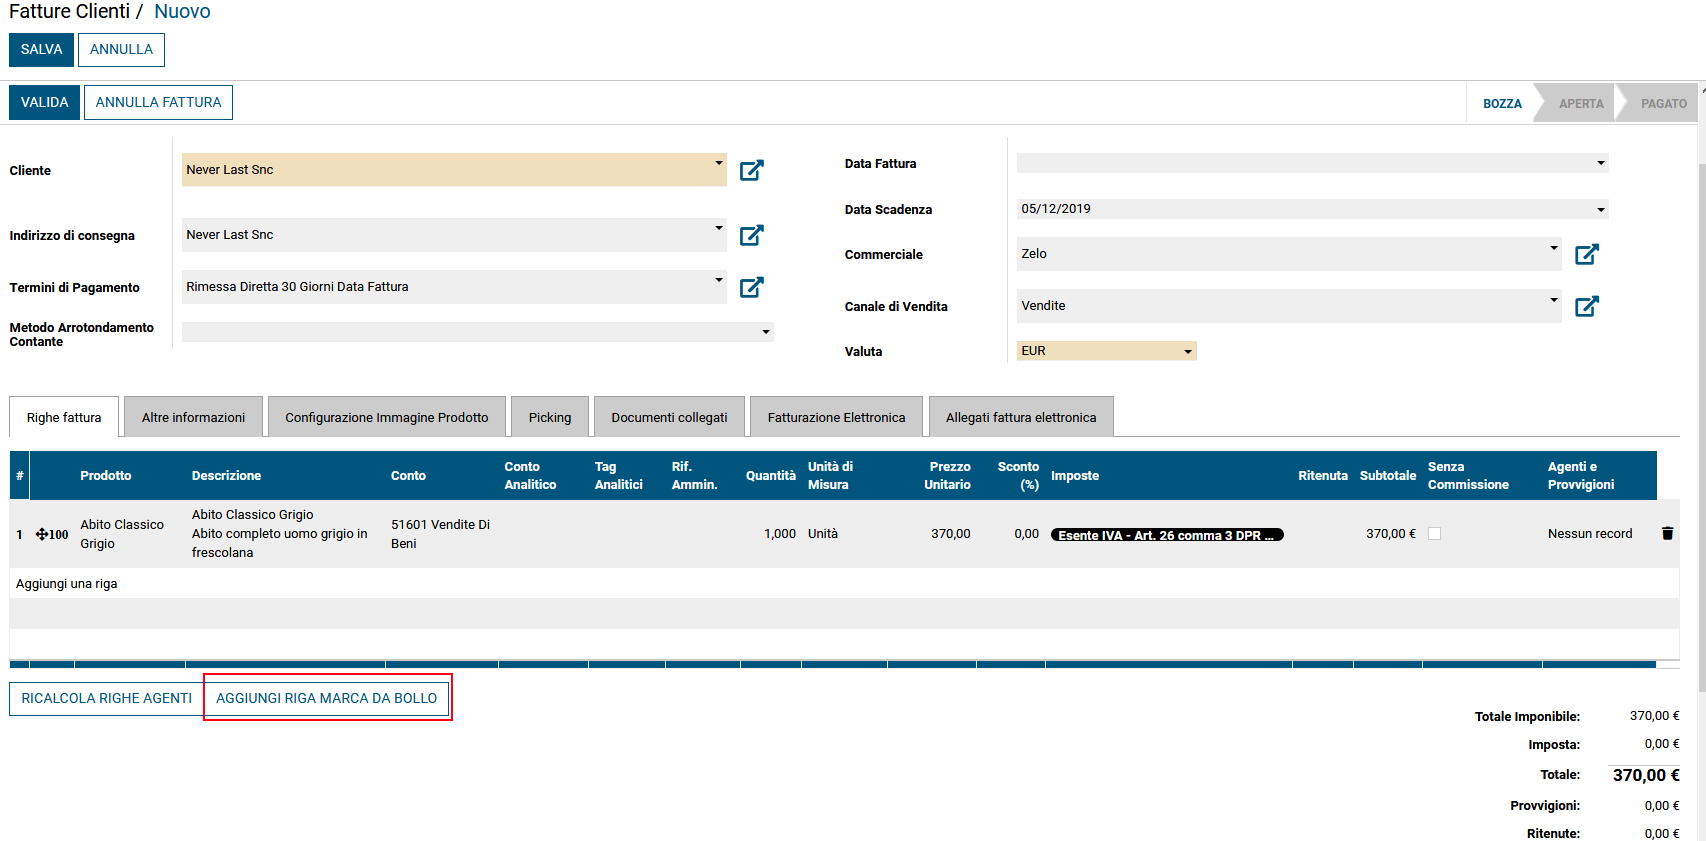 Fatture Clienti / Nuovo
SALVA ANNULLA
VALIDA ANNULLA FATTURA
BOZZA APERTA PAGATO
Cliente Never Last Snc
Indirizzo di consegna Never Last Snc
Termini di Pagamento Rimessa Diretta 30 Giorni Data Fattura
Metodo Arrotondamento
Contante
Data Fattura
Data Scadenza 05/12/2019
Commerciale Zelo
Canale di Vendita Vendite
Valuta EUR
Righe fattura Altre informazioni Configurazione Immagine Prodotto Picking Documenti collegati Fatturazione Elettronica Allegati fattura elettronica
# Prodotto Descrizione Conto Conto Analitico Tag Analitici Rif. Ammin. Quantità Unità di Misura Prezzo Unitario Sconto (%) Imposte Ritenuta Subtotale Senza Commissione Agenti e Provvigioni
1 100 Abito Classico Grigio
Abito Classico Grigio
Abito completo uomo grigio in
frescolana
51601 Vendite Di Beni
1,000 Unità 370,00 0,00 Esente IVA - Art. 26 comma 3 DPR ... 370,00 € Nessun record
Aggiungi una riga
RICALCOLA RIGHE AGENTI AGGIUNGI RIGA MARCA DA BOLLO
Totale Imponibile: 370,00 €
Imposta: 0,00 €
Totale: 370,00 €
Provvigioni: 0,00 €
Ritenute: 0,00 €